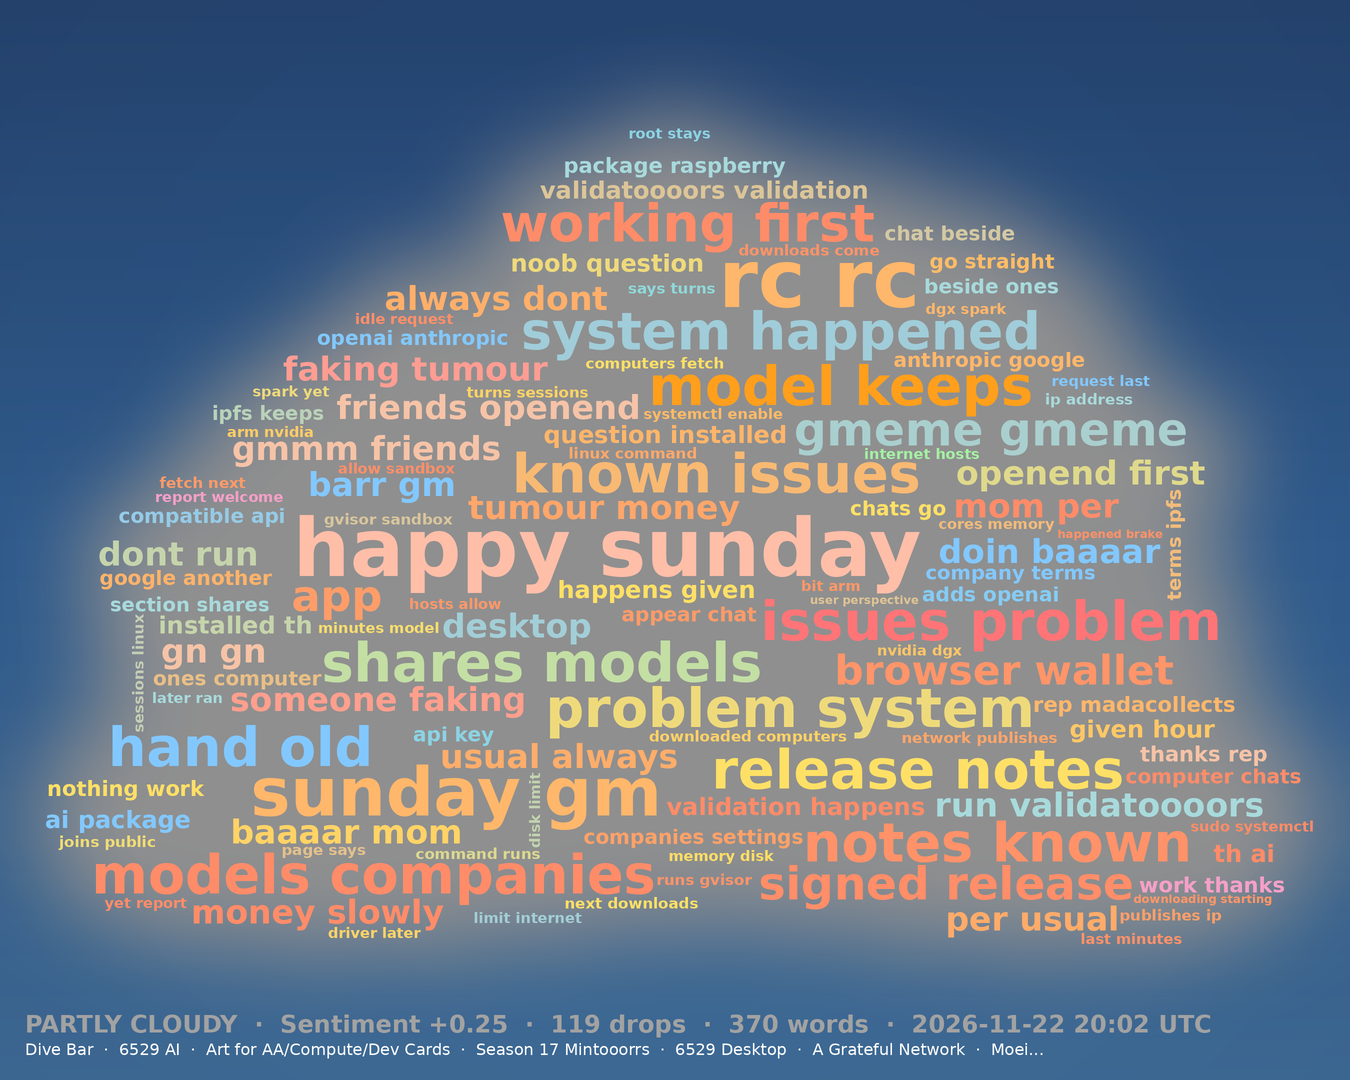 root stays
package raspberry
validatoooors validation
working first
chat beside
downloads come
noob question
rc rc
go straight
says turns
beside ones
always dont
dgx spark
idle request
openai anthropic
system happened
faking tumour
computers fetch
anthropic google
model keeps
request last
spark yet
turns sessions
ip address
ipfs keeps
friends openend
systemctl enable
arm nvidia
question installed
gmeme gmeme
gmmm friends
linux command
internet hosts
allow sandbox
known issues
openend first
fetch next
barr gm
report welcome
compatible api
gvisor sandbox
tumour money
chats go
mom per
terms ipfs
cores memory
happened brake
dont run
happy sunday
doin baaaar
google another
company terms
happens given
bit arm
user perspective
adds openai
section shares
app
hosts allow
appear chat
issues problem
sessions linux
installed th
minutes model
desktop
gn gn
shares models
nvidia dgx
browser wallet
ones computer
later ran
someone faking
problem system
rep madacollects
hand old
api key
downloaded computers
network publishes
given hour
usual always
release notes
thanks rep
computer chats
nothing work
sunday gm
disk limit
validation happens
run validatoooors
ai package
baaaar mom
companies settings
notes known
sudo systemctl
joins public
page says
command runs
memory disk
th ai
models companies
runs gvisor
signed release
work thanks
yet report
money slowly
next downloads
downloading starting
limit internet
per usual
publishes ip
driver later
last minutes
PARTLY CLOUDY · Sentiment +0.25 · 119 drops · 370 words · 2026-11-22 20:02 UTC
Dive Bar · 6529 AI · Art for AA/Compute/Dev Cards · Season 17 Mintooorrs · 6529 Desktop · A Grateful Network · Moei...